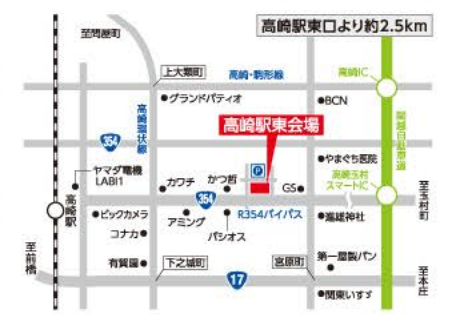 高崎駅東口より約2.5km
至問屋町
上大類町
高崎・駒形線
高崎IC
グランドパティオ
BCN
関越自動車道
高崎環状線
354
高崎駅東会場
ヤマダ電機
LABI1
P
やまぐち医院
高崎玉村
スマートIC
カワチ
かつ哲
354
GS
至玉村町
高崎駅
ビックカメラ
アミング
パシオス
R354バイパス
進雄神社
コナカ
至前橋
有賀園
下之城町
17
宮原町
第一屋製パン
関東いすゞ
至本庄